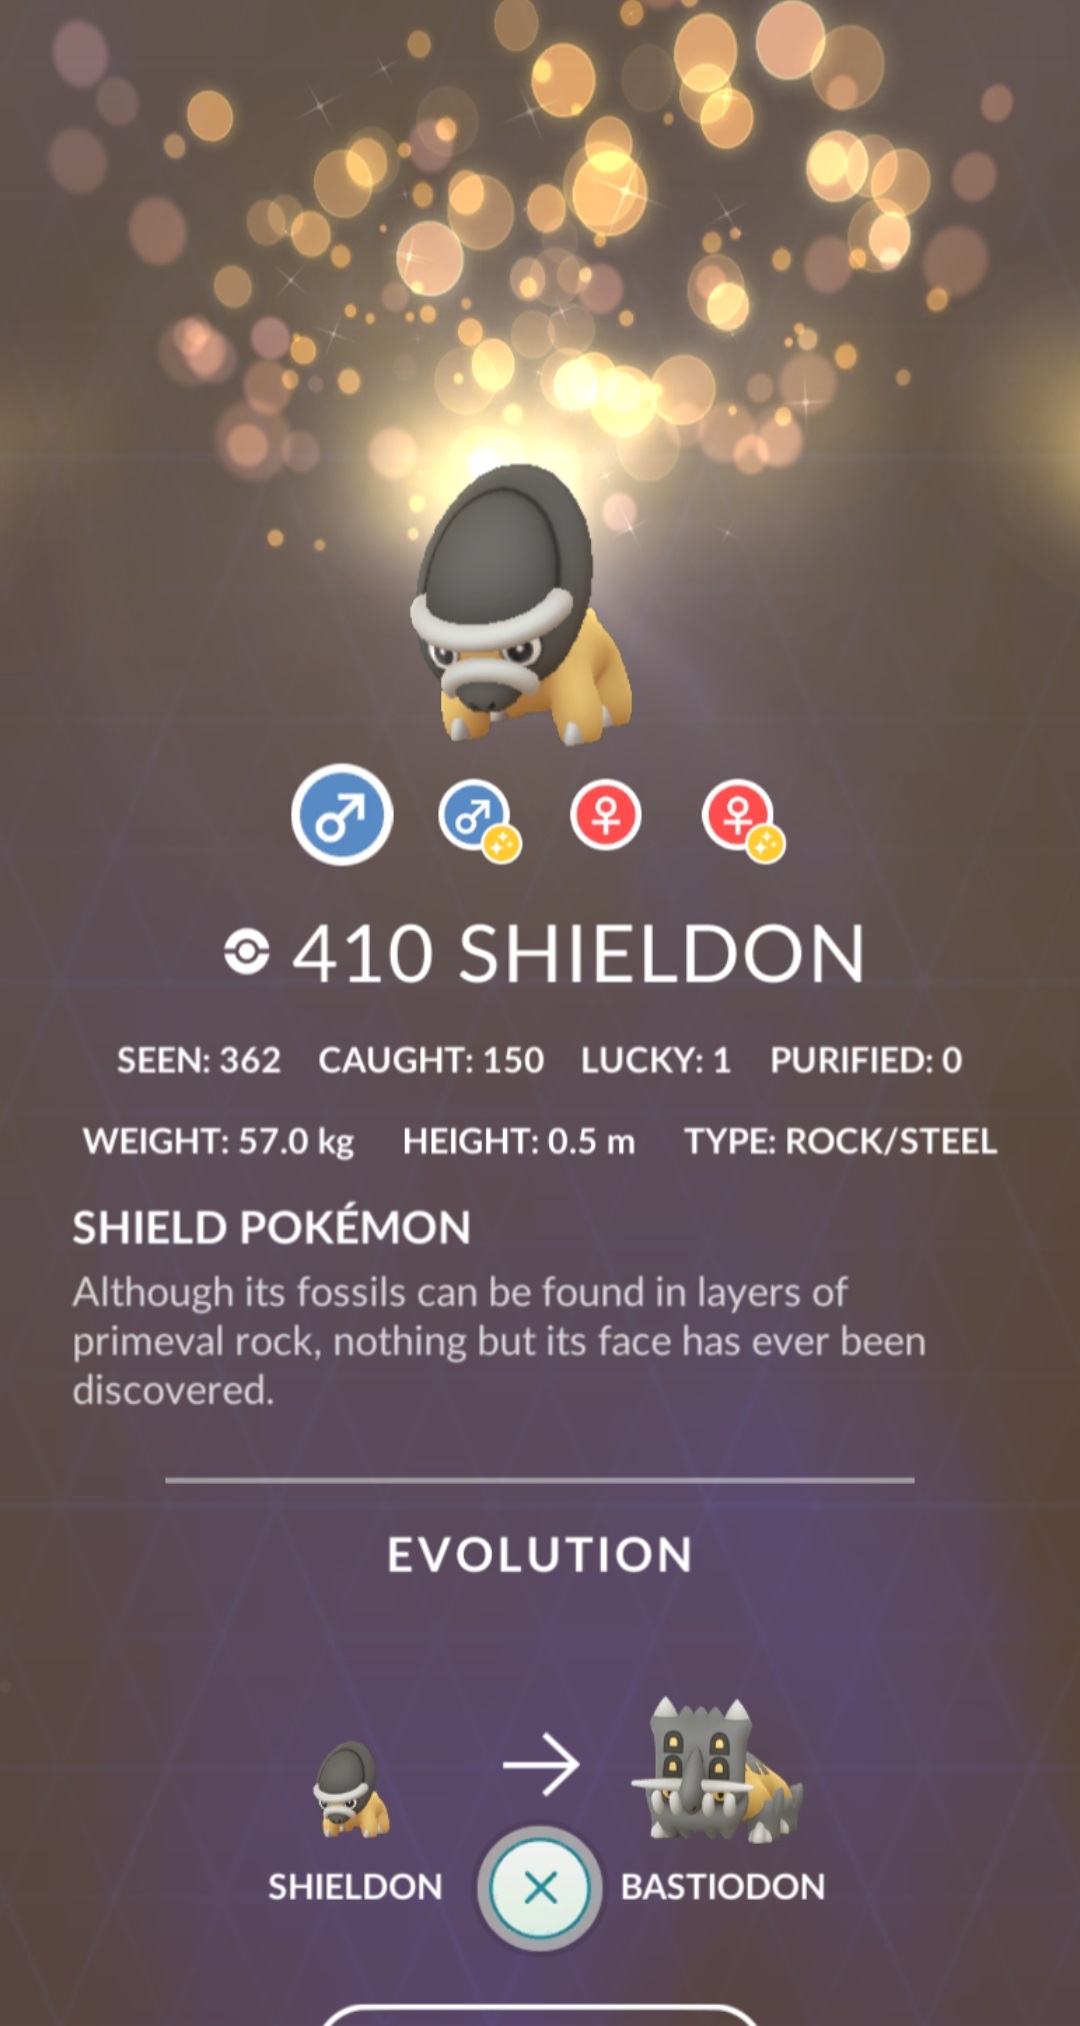 410 SHIELDON
SEEN: 362 CAUGHT: 150 LUCKY: 1 PURIFIED: 0
WEIGHT: 57.0 kg HEIGHT: 0.5 m TYPE: ROCK/STEEL
SHIELD POKÉMON
Although its fossils can be found in layers of
primeval rock, nothing but its face has ever been
discovered.
EVOLUTION
SHIELDON BASTIODON